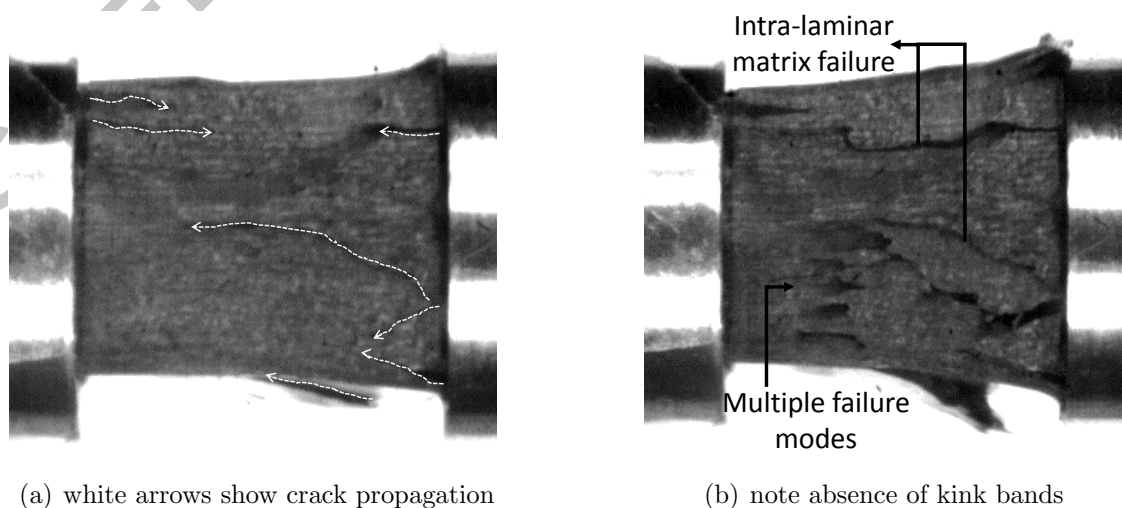 Intra-laminar
matrix failure
Multiple failure
modes
(a) white arrows show crack propagation
(b) note absence of kink bands